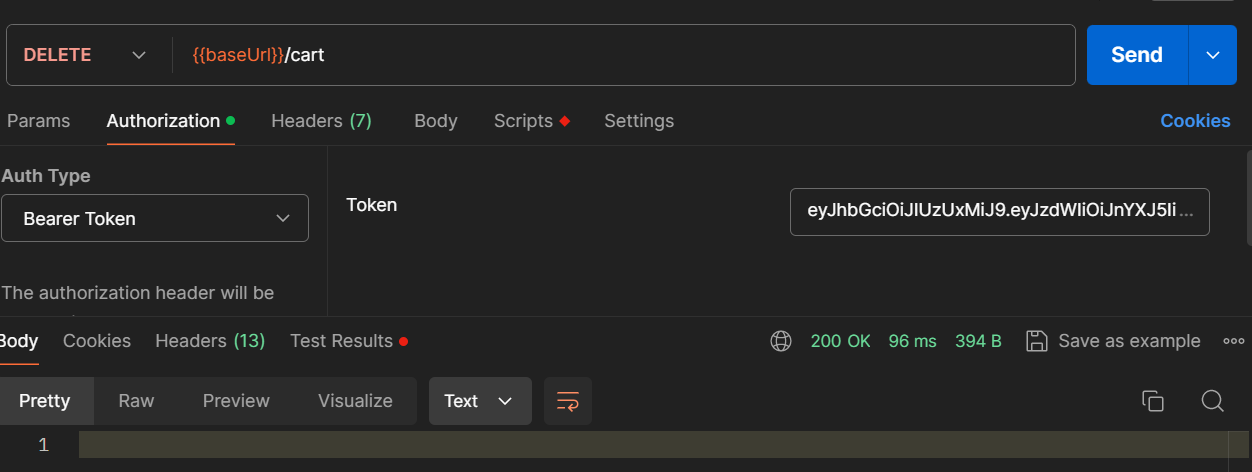 DELETE {{baseUrl}}/cart Send
Params Authorization Headers (7) Body Scripts Settings Cookies
Auth Type
Bearer Token
Token eyJhbGciOiJIUzUxMiJ9.eyJzdWIiOiJnYXJ5Ii ...
The authorization header will be
Body Cookies Headers (13) Test Results 200 OK 96 ms 394 B Save as example
Pretty Raw Preview Visualize Text
1